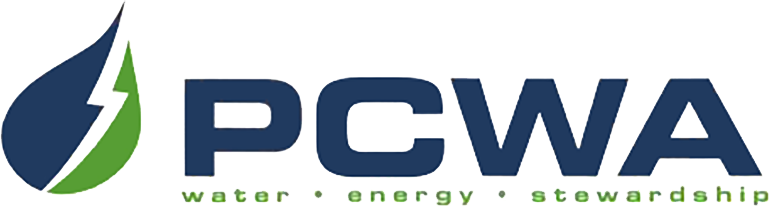 PCWA
water • energy • stewardship